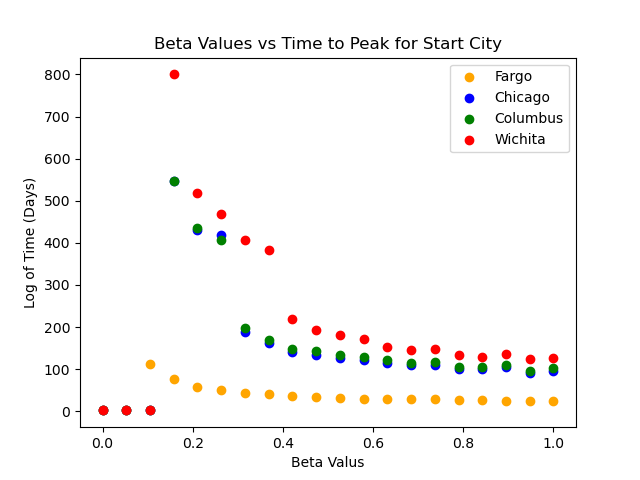 Beta Values vs Time to Peak for Start City
Fargo
Chicago
Columbus
Wichita
800
700
600
500
400
300
200
100
0
Log of Time (Days)
0.0 0.2 0.4 0.6 0.8 1.0
Beta Valus